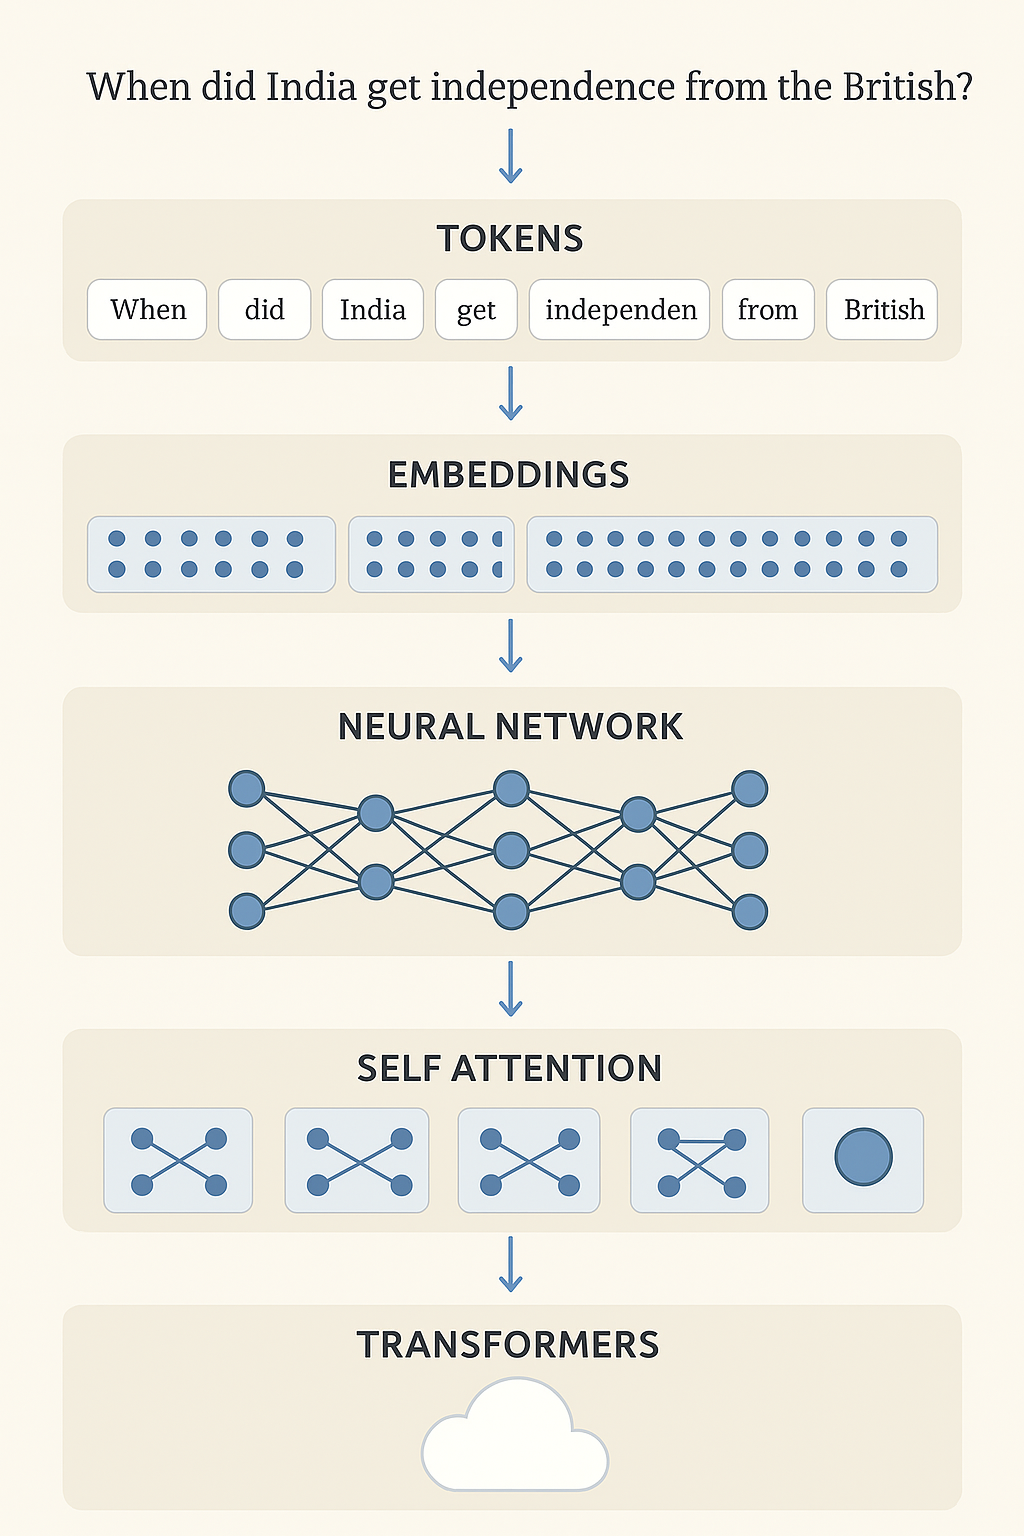 When did India get independence from the British?
TOKENS
When did India get independen from British
EMBEDDINGS
NEURAL NETWORK
SELF ATTENTION
TRANSFORMERS